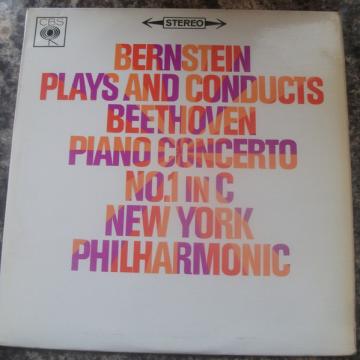 CBS
STEREO
BERNSTEIN
PLAYS AND CONDUCTS
BEETHOVEN
PIANO CONCERTO
NO.1 IN C
NEW YORK
PHILHARMONIC